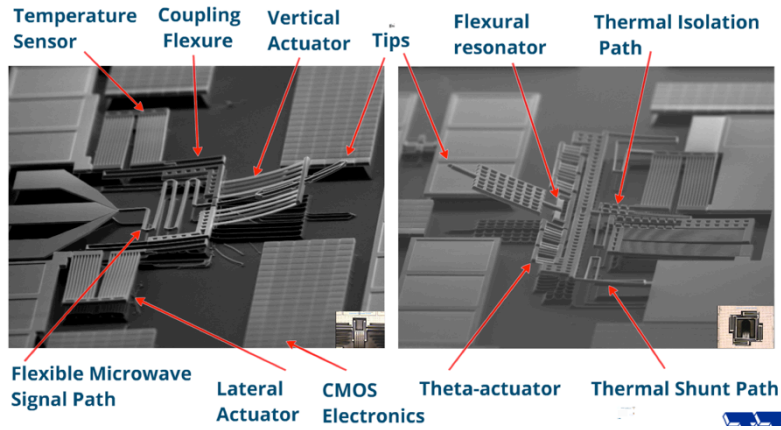 Temperature
Sensor
Coupling
Flexure
Vertical
Actuator
Tips
Flexural
resonator
Thermal Isolation
Path
Flexible Microwave
Signal Path
Lateral
Actuator
CMOS
Electronics
Theta-actuator
Thermal Shunt Path